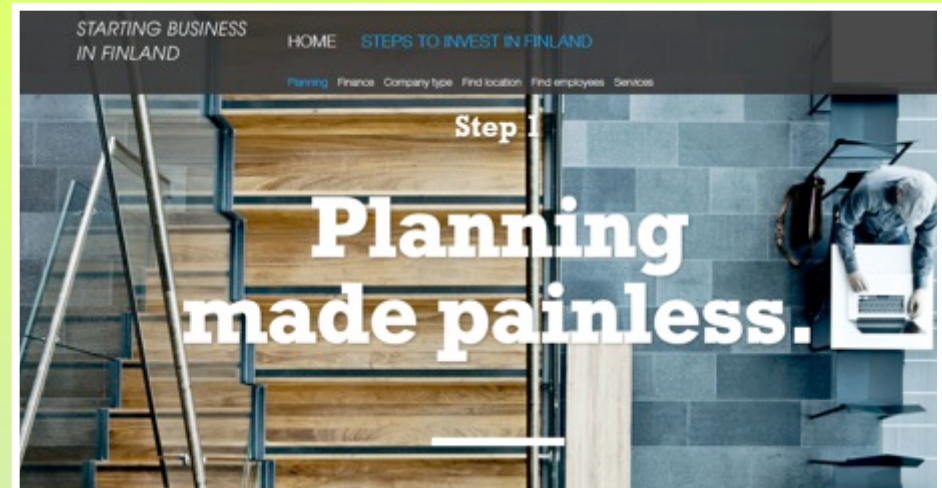 STARTING BUSINESS
IN FINLAND
HOME STEPS TO INVEST IN FINLAND
Planning Finance Company type Find location Find employees Services
Step 1
Planning
made painless.